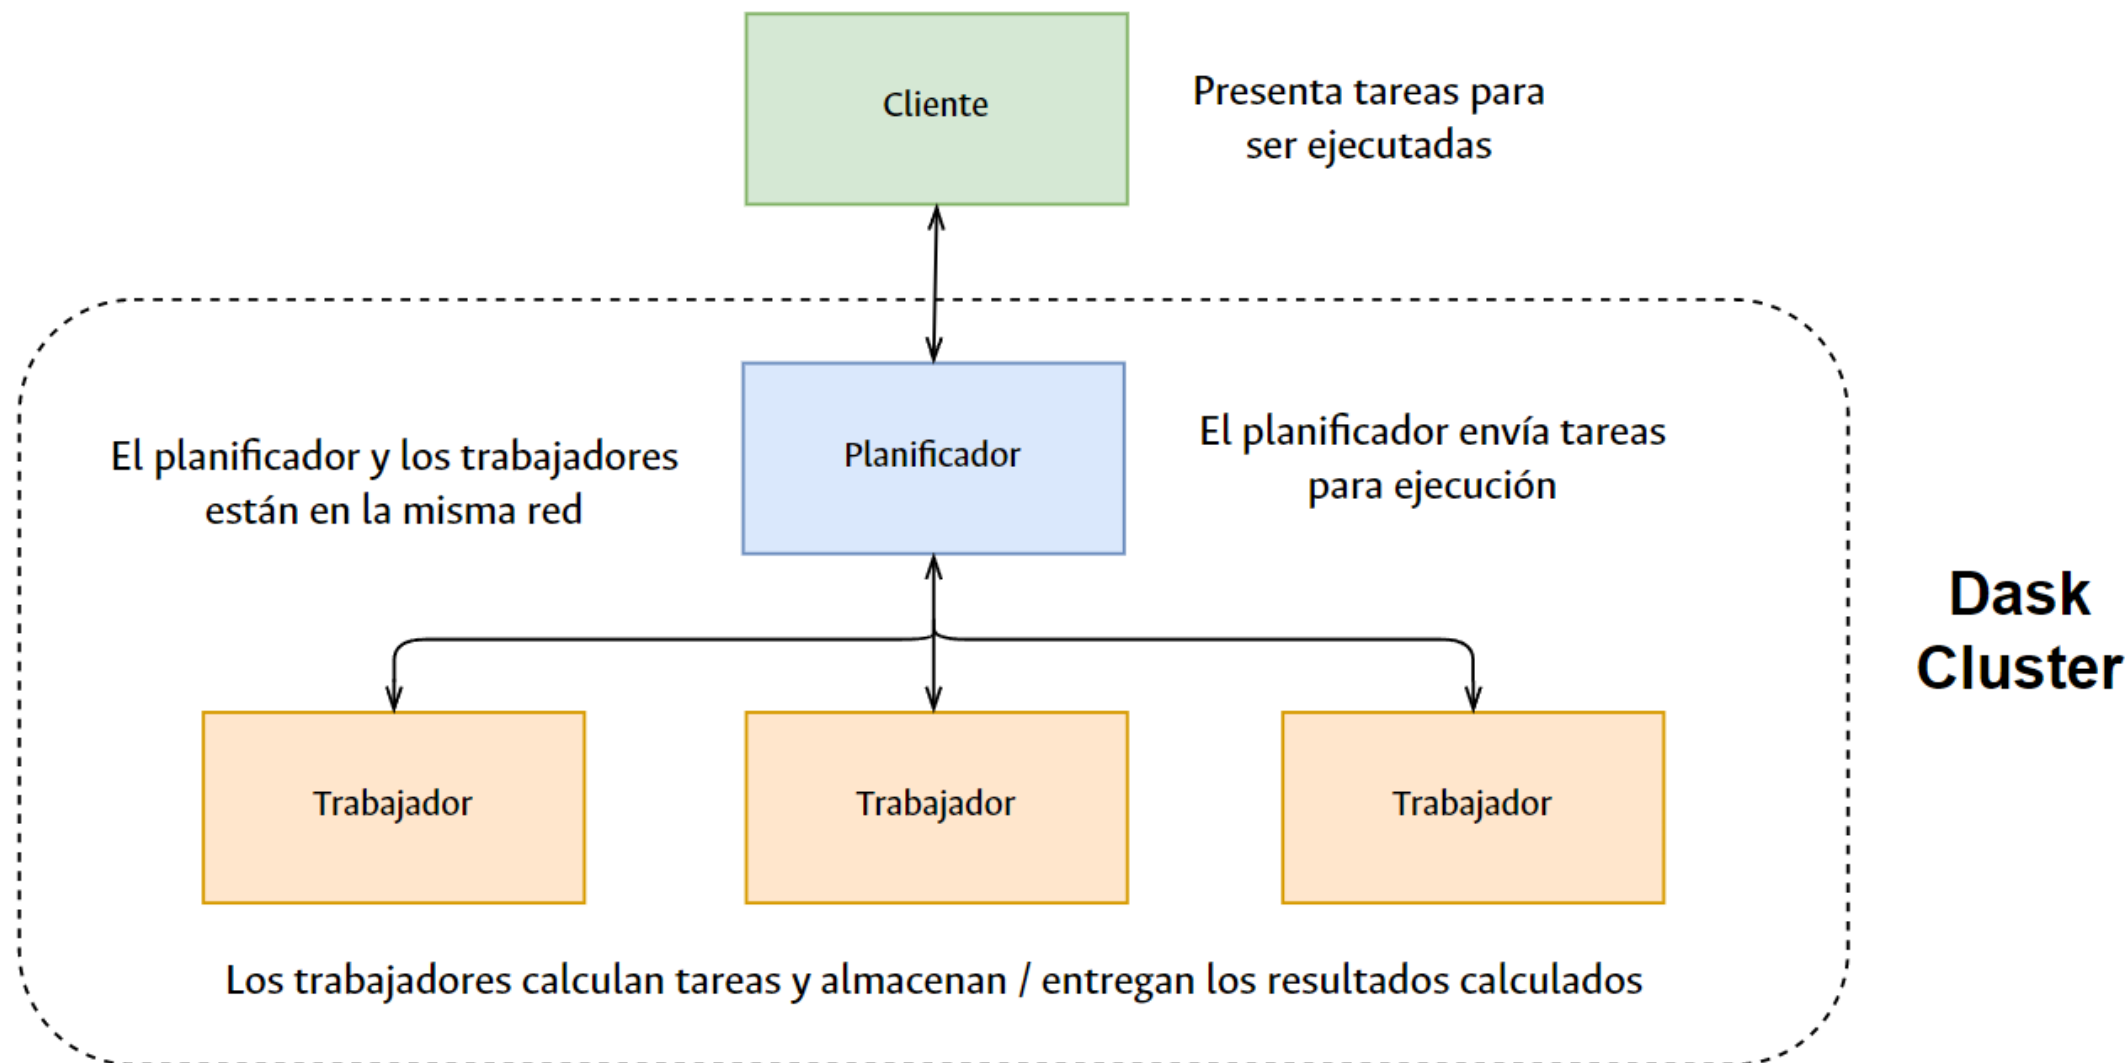 Cliente
Presenta tareas para
ser ejecutadas
El planificador y los trabajadores
están en la misma red
Planificador
El planificador envía tareas
para ejecución
Dask
Cluster
Trabajador
Trabajador
Trabajador
Los trabajadores calculan tareas y almacenan / entregan los resultados calculados